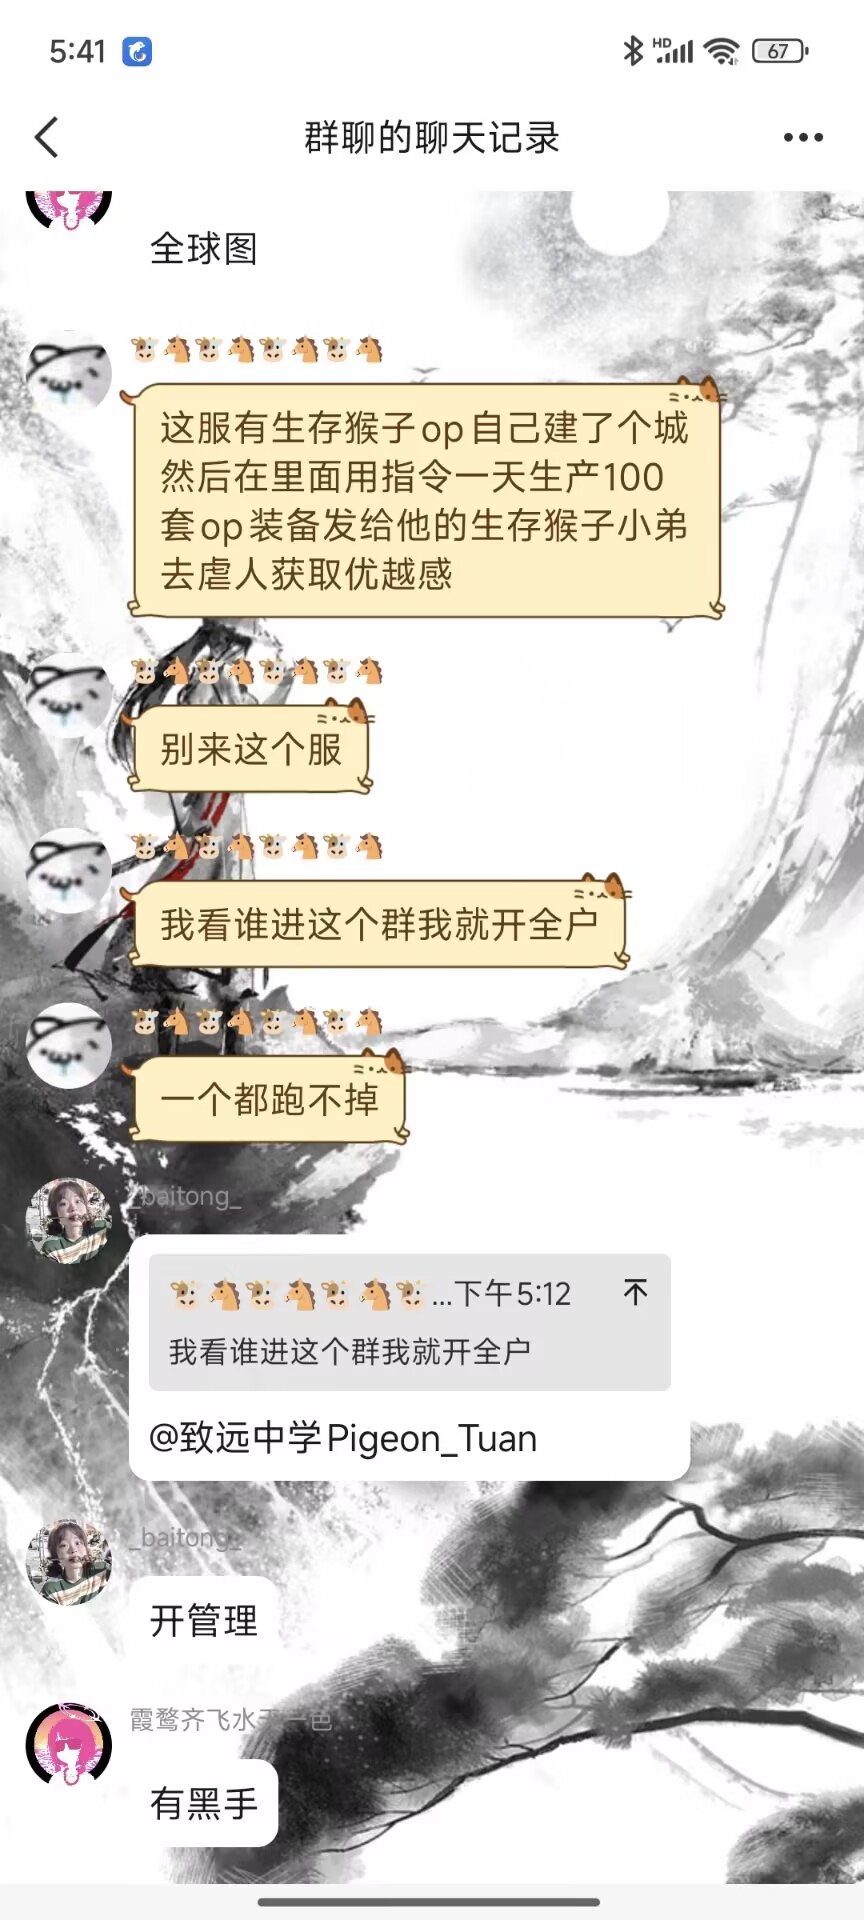 5:41
HD
67
群聊的聊天记录
全球图
🐮🐴🐮🐴🐮🐴🐮🐴
这服有生存猴子op自己建了个城
然后在里面用指令一天生产100
套op装备发给他的生存猴子小弟
去虐人获取优越感
🐮🐴🐮🐴🐮🐴🐮🐴
别来这个服
🐮🐴🐮🐴🐮🐴🐮🐴
我看谁进这个群我就开全户
🐮🐴🐮🐴🐮🐴🐮🐴
一个都跑不掉
_baitong_
🐮🐴🐮🐴🐮🐴🐮...下午5:12
我看谁进这个群我就开全户
@致远中学Pigeon_Tuan
_baitong_
开管理
霞鹜齐飞水天一色
有黑手